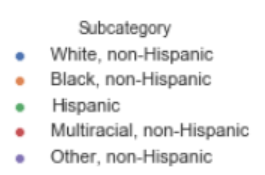 Subcategory
White, non-Hispanic
Black, non-Hispanic
Hispanic
Multiracial, non-Hispanic
Other, non-Hispanic